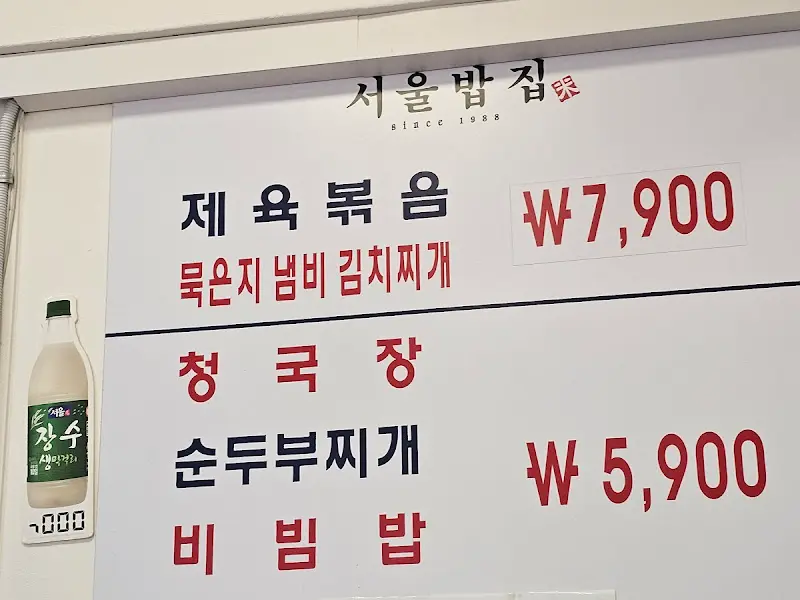 서울밥집 米
since 1988
제육볶음
묵은지 냄비 김치찌개
₩7,900
청국장
순두부찌개
비빔밥
₩ 5,900
서울
장수
생막걸리
000